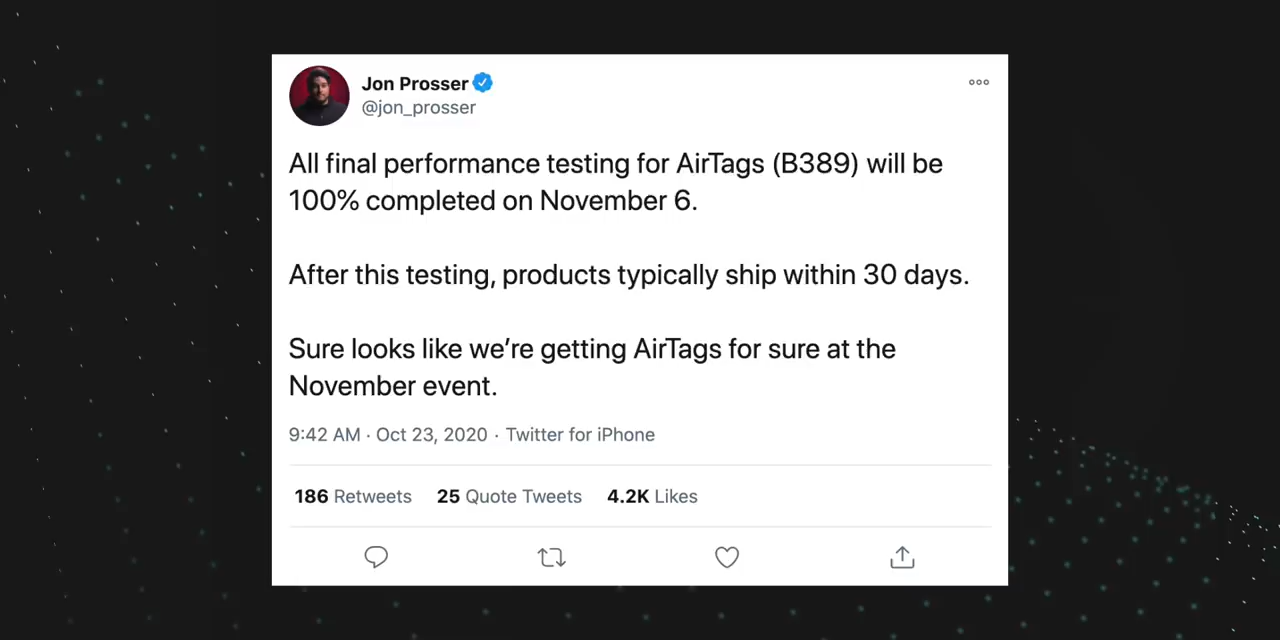 Jon Prosser
@jon_prosser
All final performance testing for AirTags (B389) will be
100% completed on November 6.
After this testing, products typically ship within 30 days.
Sure looks like we’re getting AirTags for sure at the
November event.
9:42 AM · Oct 23, 2020 · Twitter for iPhone
186 Retweets 25 Quote Tweets 4.2K Likes